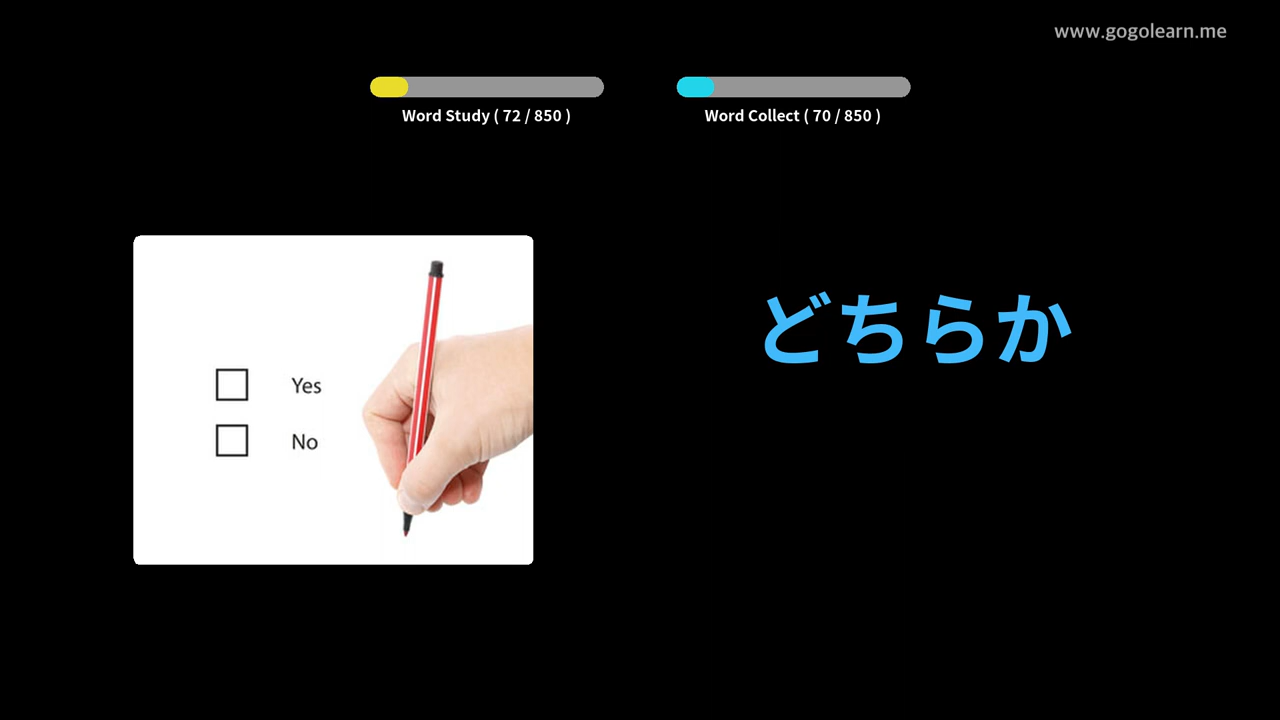 www.gogolearn.me
Word Study ( 72 / 850 )
Word Collect ( 70 / 850 )
Yes
No
どちらか